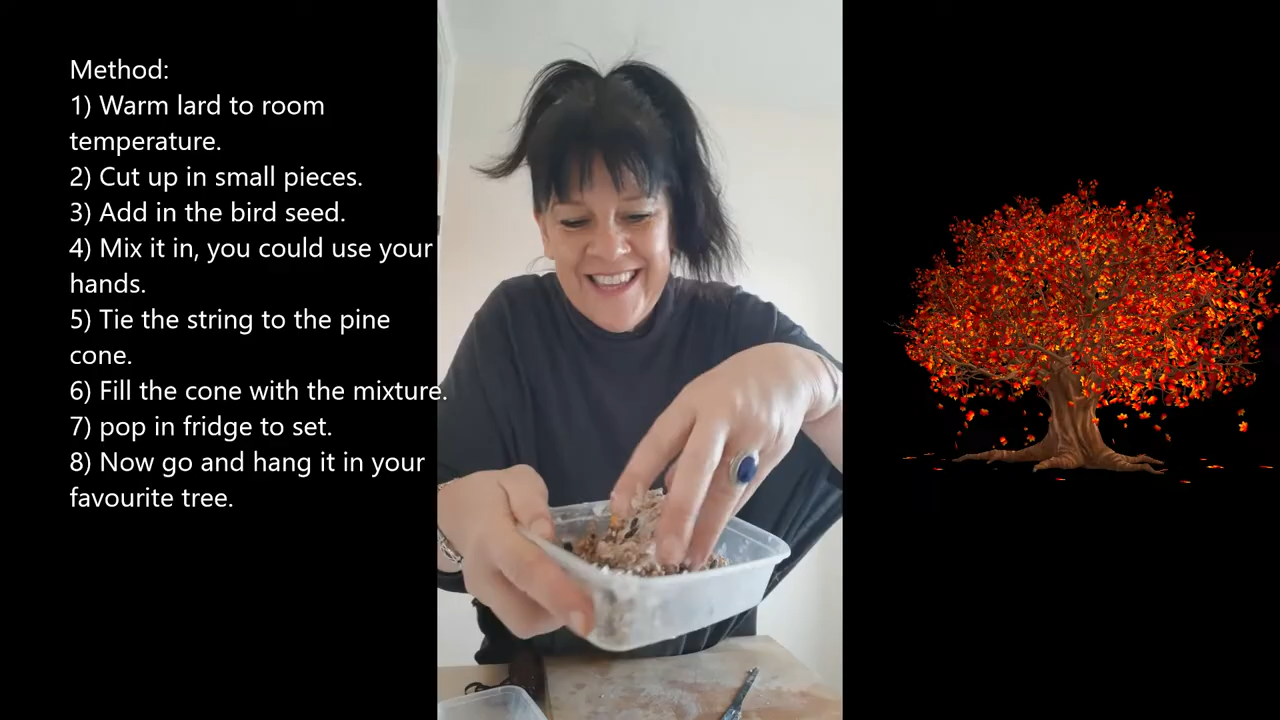 Method:
1) Warm lard to room
temperature.
2) Cut up in small pieces.
3) Add in the bird seed.
4) Mix it in, you could use your
hands.
5) Tie the string to the pine
cone.
6) Fill the cone with the mixture.
7) pop in fridge to set.
8) Now go and hang it in your
favourite tree.